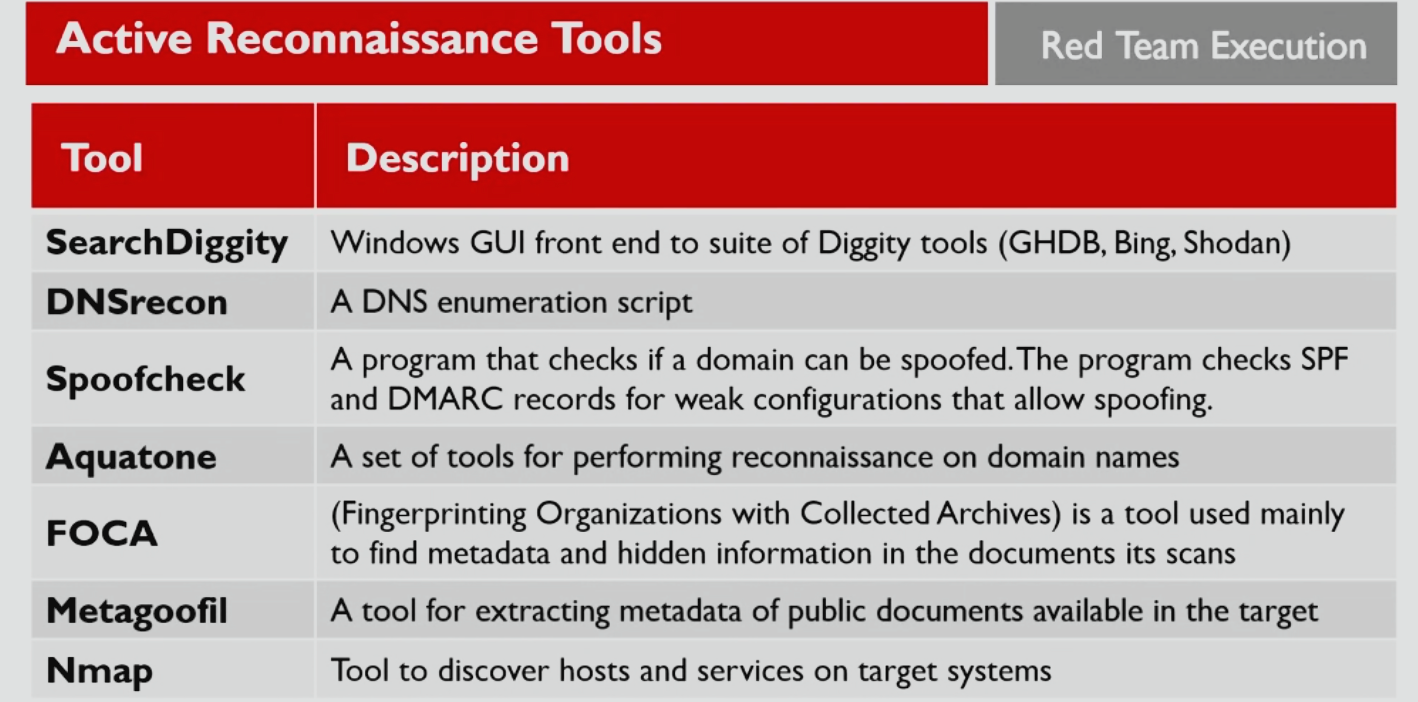 Active Reconnaissance Tools
Red Team Execution
Tool
Description
SearchDiggity
Windows GUI front end to suite of Diggity tools (GHDB, Bing, Shodan)
DNSrecon
A DNS enumeration script
Spoofcheck
A program that checks if a domain can be spoofed. The program checks SPF
and DMARC records for weak configurations that allow spoofing.
Aquatone
A set of tools for performing reconnaissance on domain names
FOCA
(Fingerprinting Organizations with Collected Archives) is a tool used mainly
to find metadata and hidden information in the documents its scans
Metagoofil
A tool for extracting metadata of public documents available in the target
Nmap
Tool to discover hosts and services on target systems